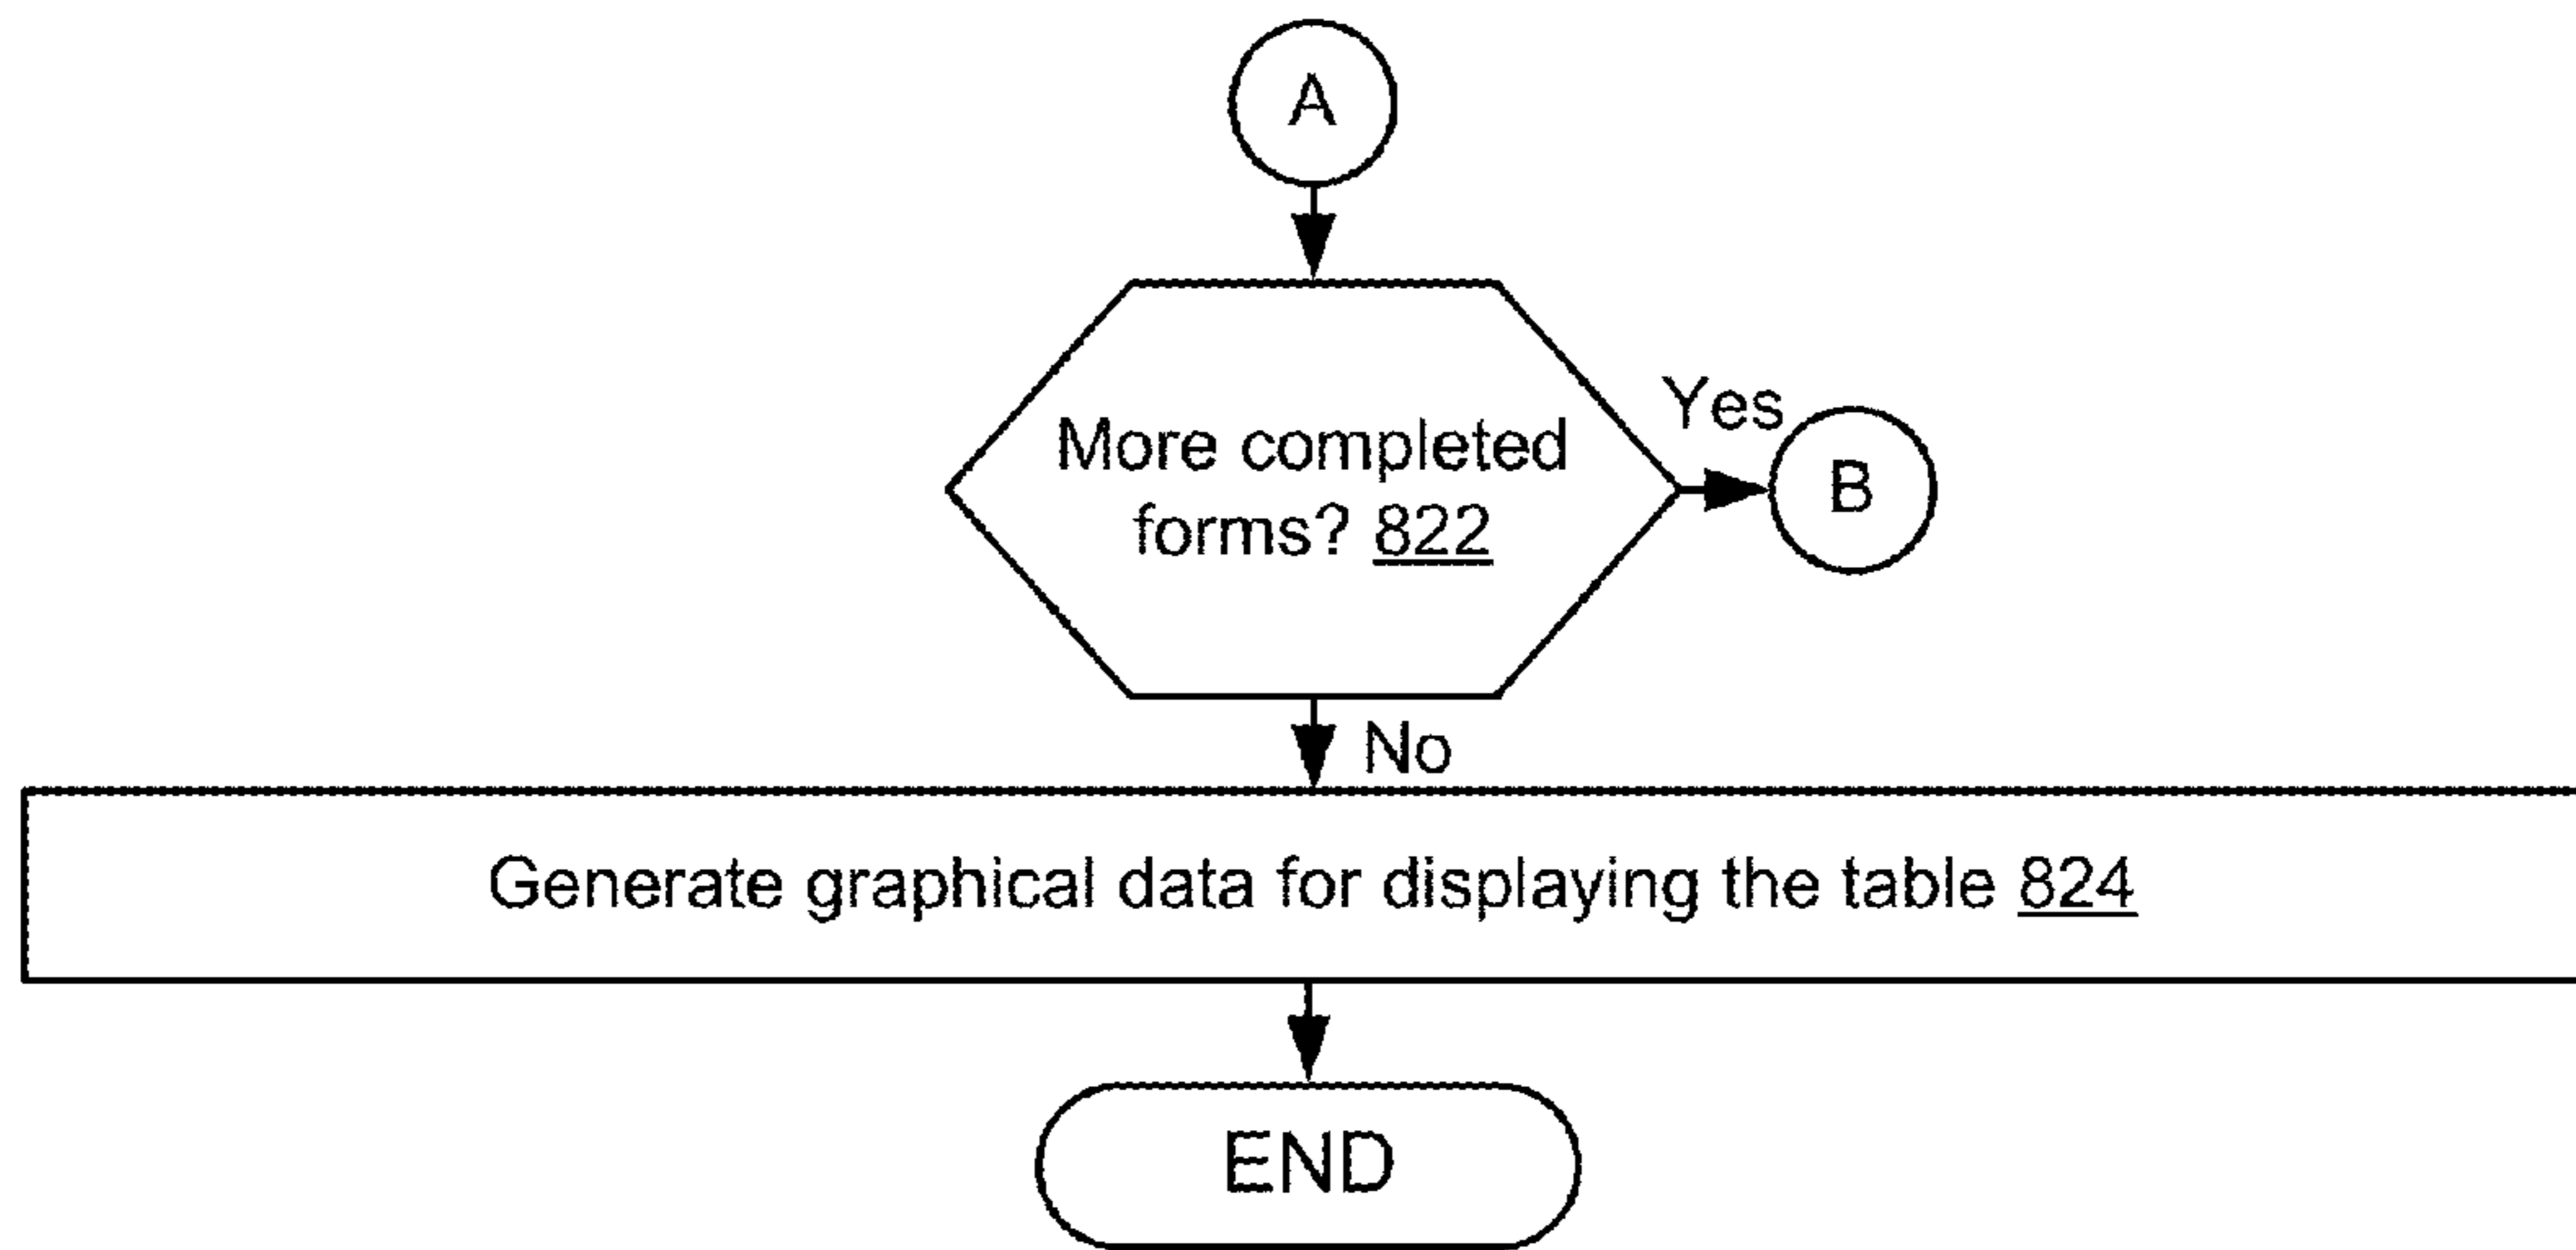 A
More completed
forms? 822
Yes
B
No
Generate graphical data for displaying the table 824
END